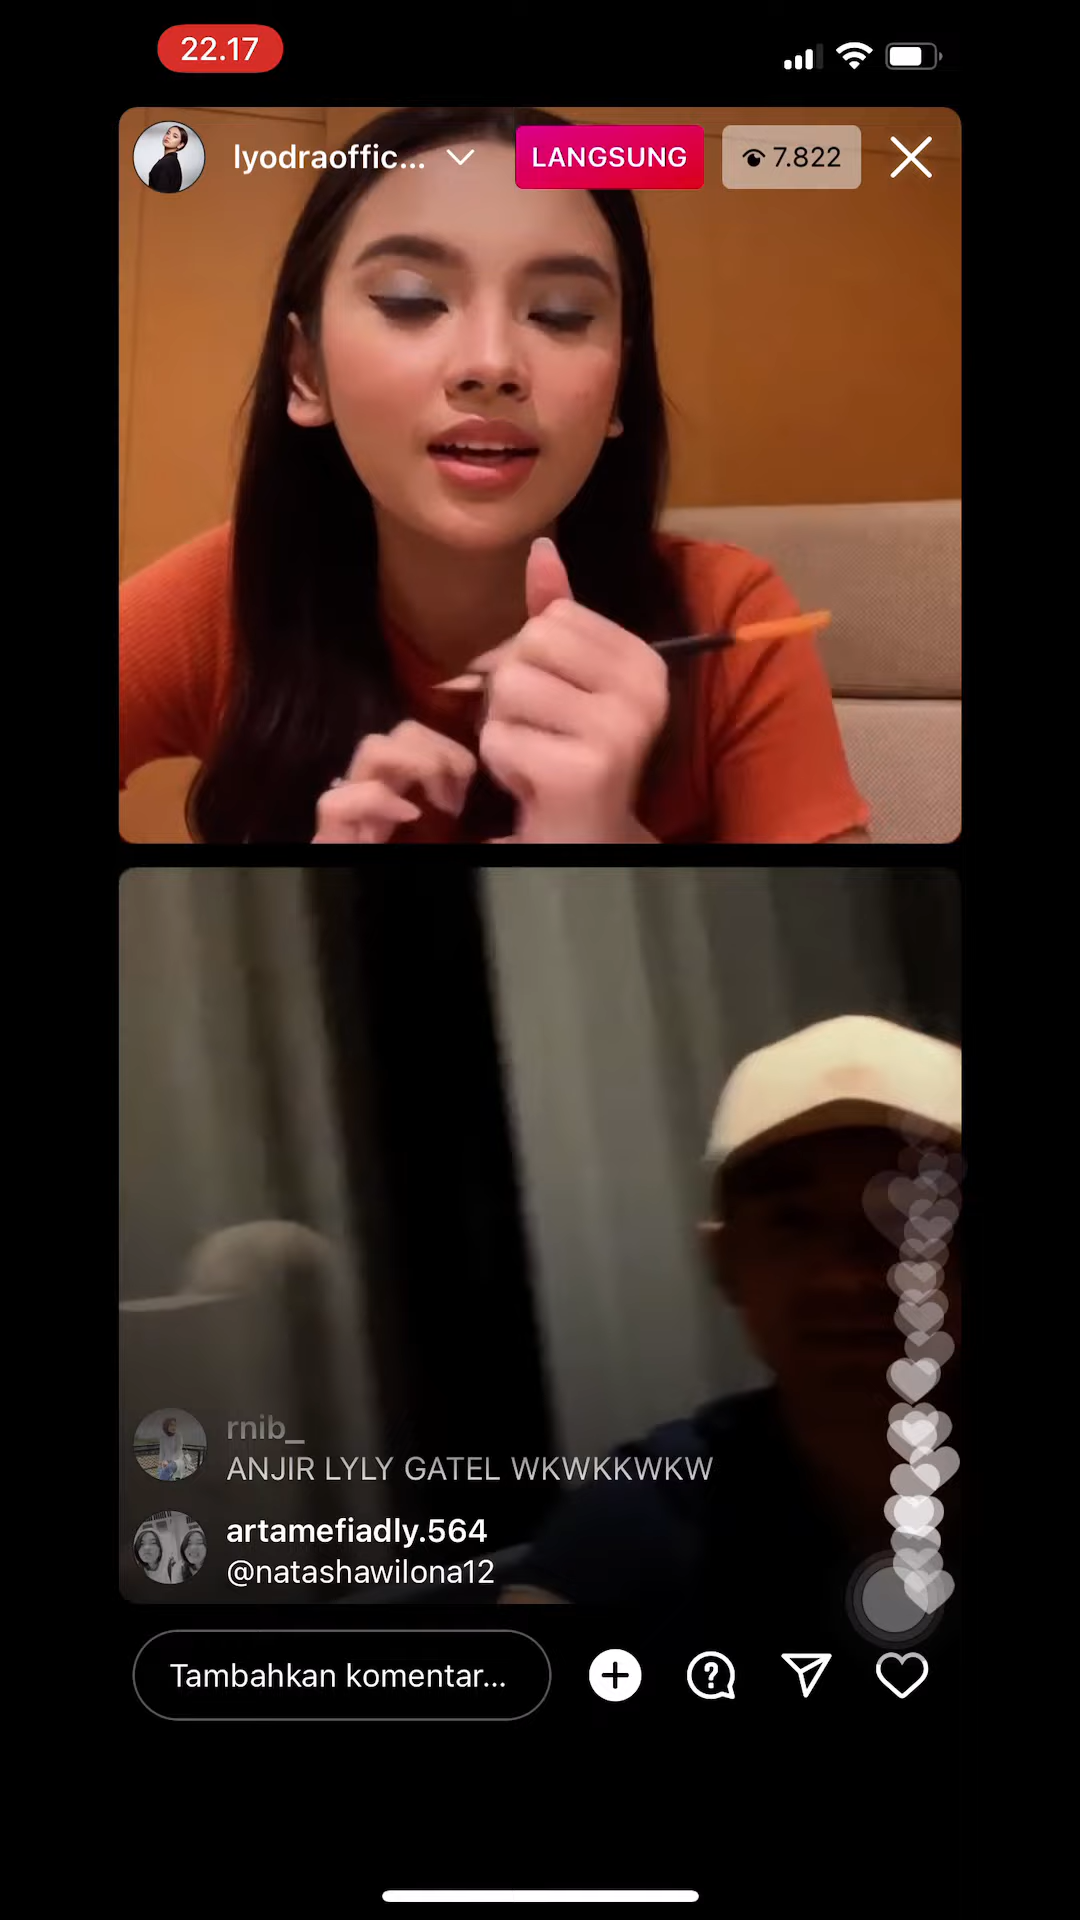 22.17
lyodraoffic...
LANGSUNG
7.822
rnib_
ANJIR LYLY GATEL WKWKKWKW
artamefiadly.564
@natashawilona12
Tambahkan komentar...